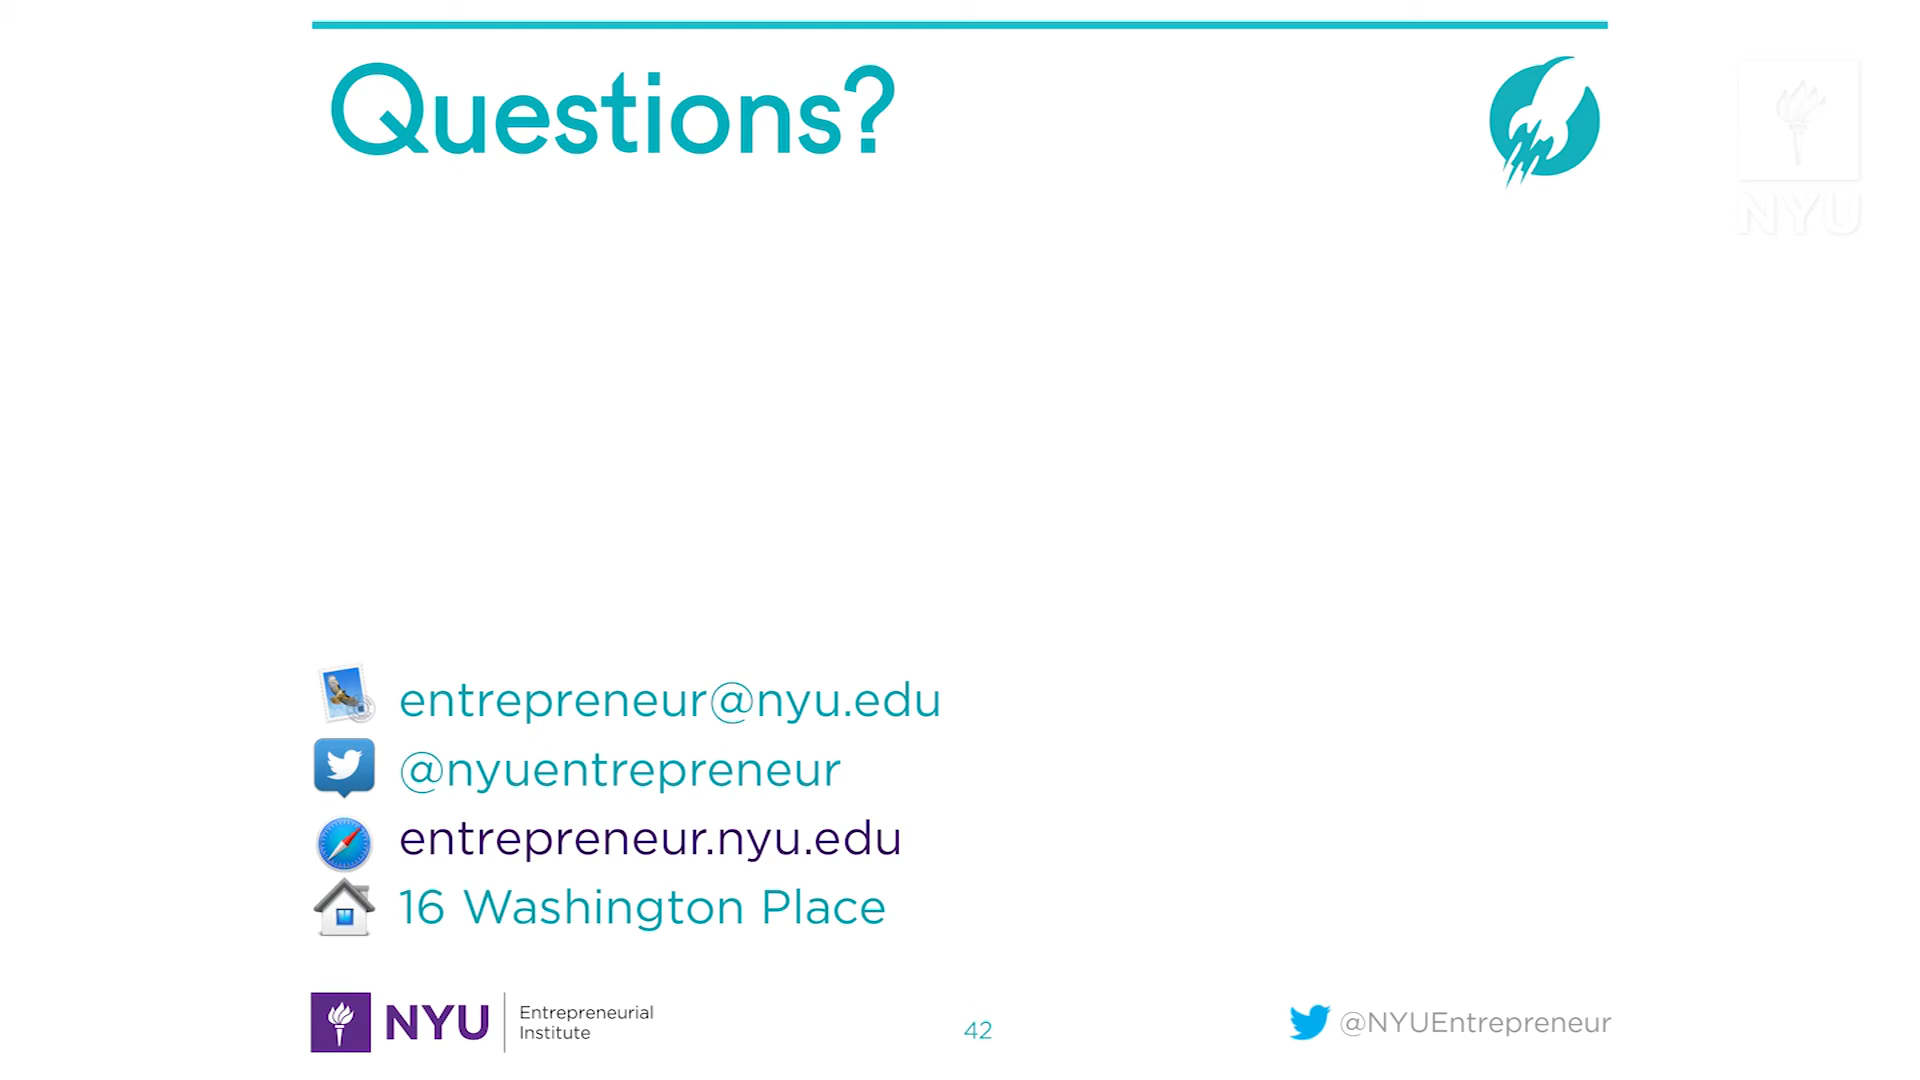 Questions?
NYU
entrepreneur@nyu.edu
@nyuentrepreneur
entrepreneur.nyu.edu
16 Washington Place
NYU
Entrepreneurial
Institute
42
@NYUEntrepreneur